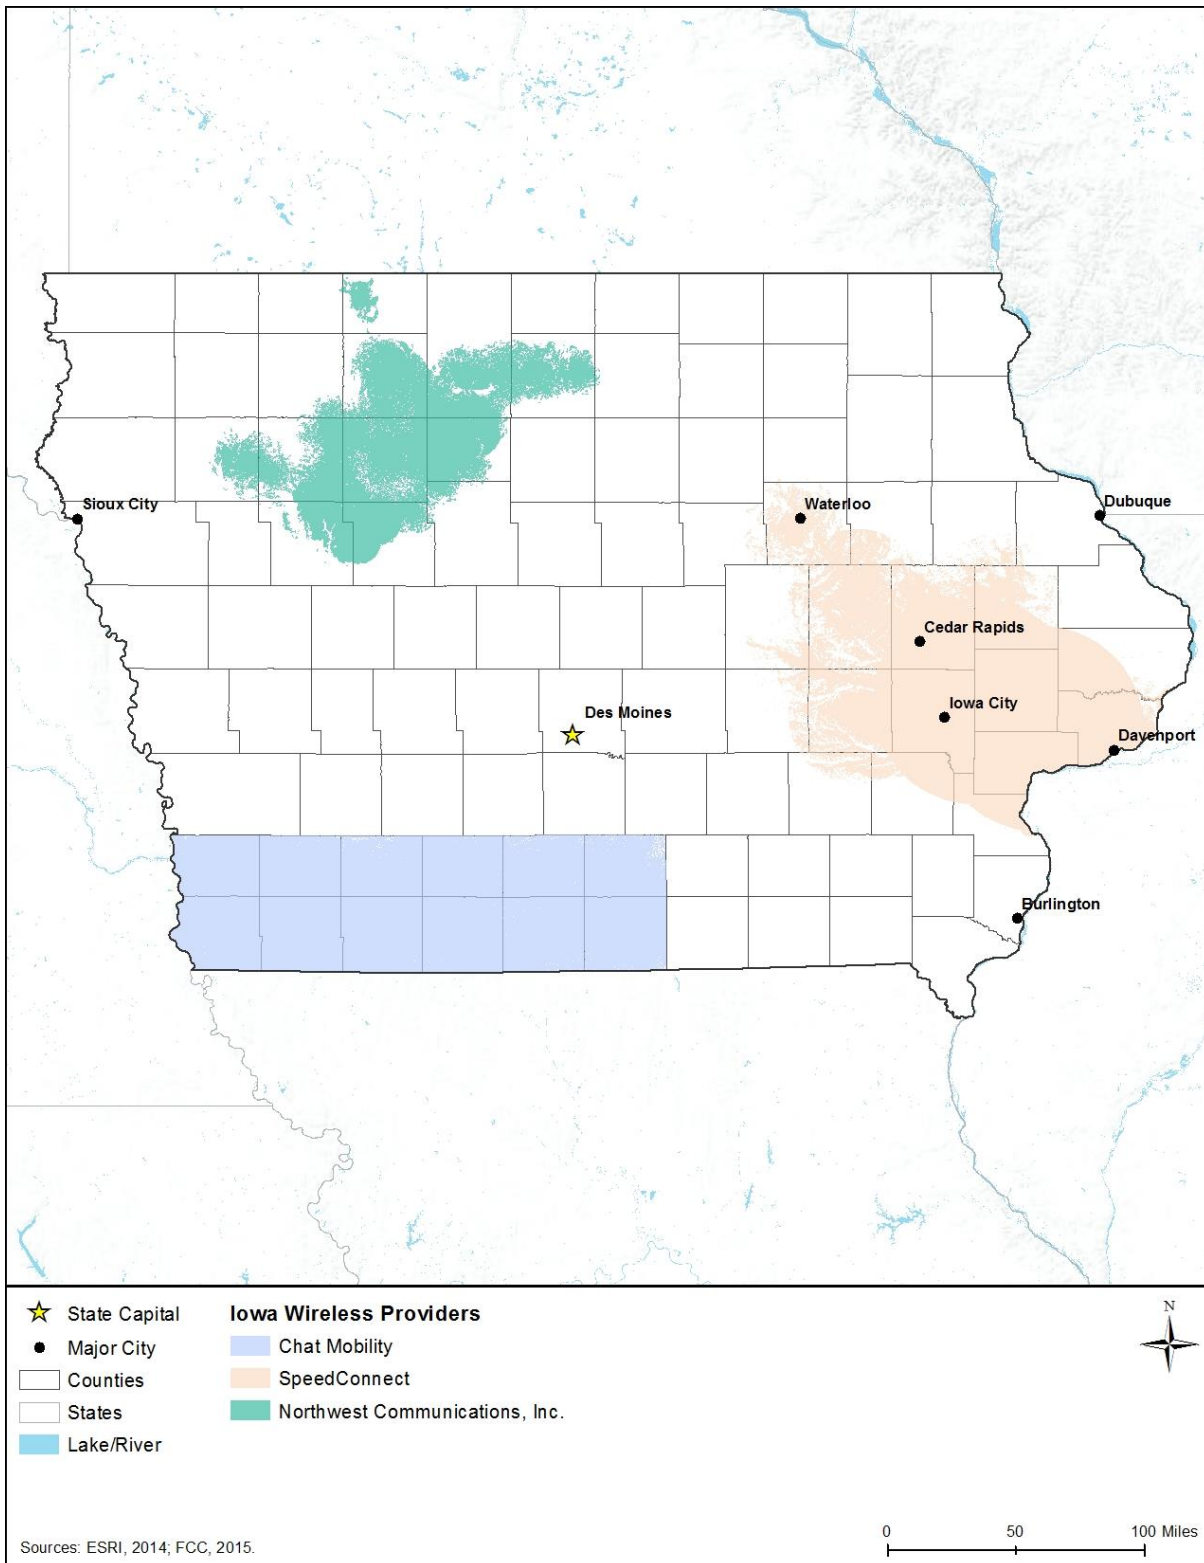 Sioux City
Waterloo
Dubuque
Cedar Rapids
Iowa City
Des Moines
Davenport
Burlington
State Capital
Major City
Counties
States
Lake/River
Iowa Wireless Providers
Chat Mobility
SpeedConnect
Northwest Communications, Inc.
N
0 50 100 Miles
Sources: ESRI, 2014; FCC, 2015.